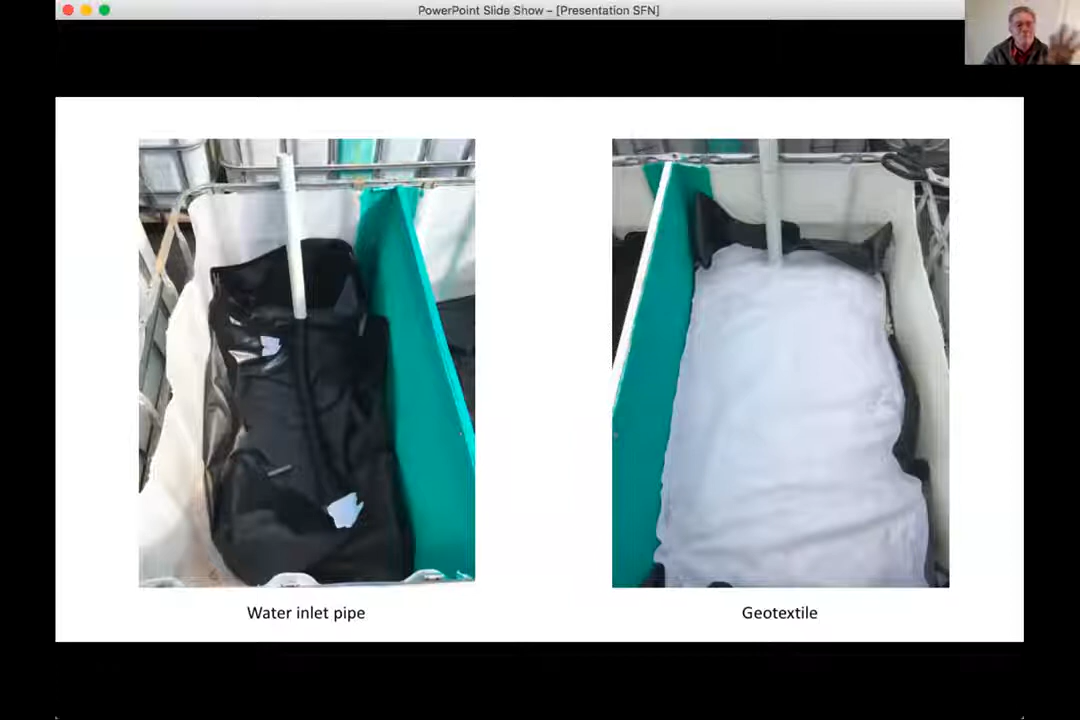 PowerPoint Slide Show – [Presentation SFN]
Water inlet pipe
Geotextile